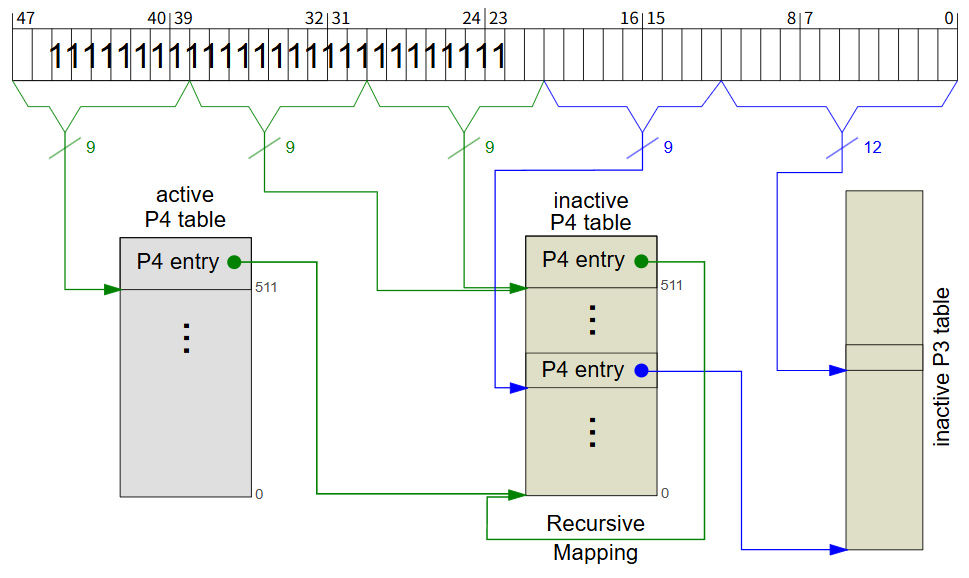 47 40 39 32 31 24 23 16 15 8 7 0
11111111111111111111111
9 9 9 9 12
active
P4 table
P4 entry
511
0
inactive
P4 table
P4 entry
511
P4 entry
0
Recursive
Mapping
inactive P3 table